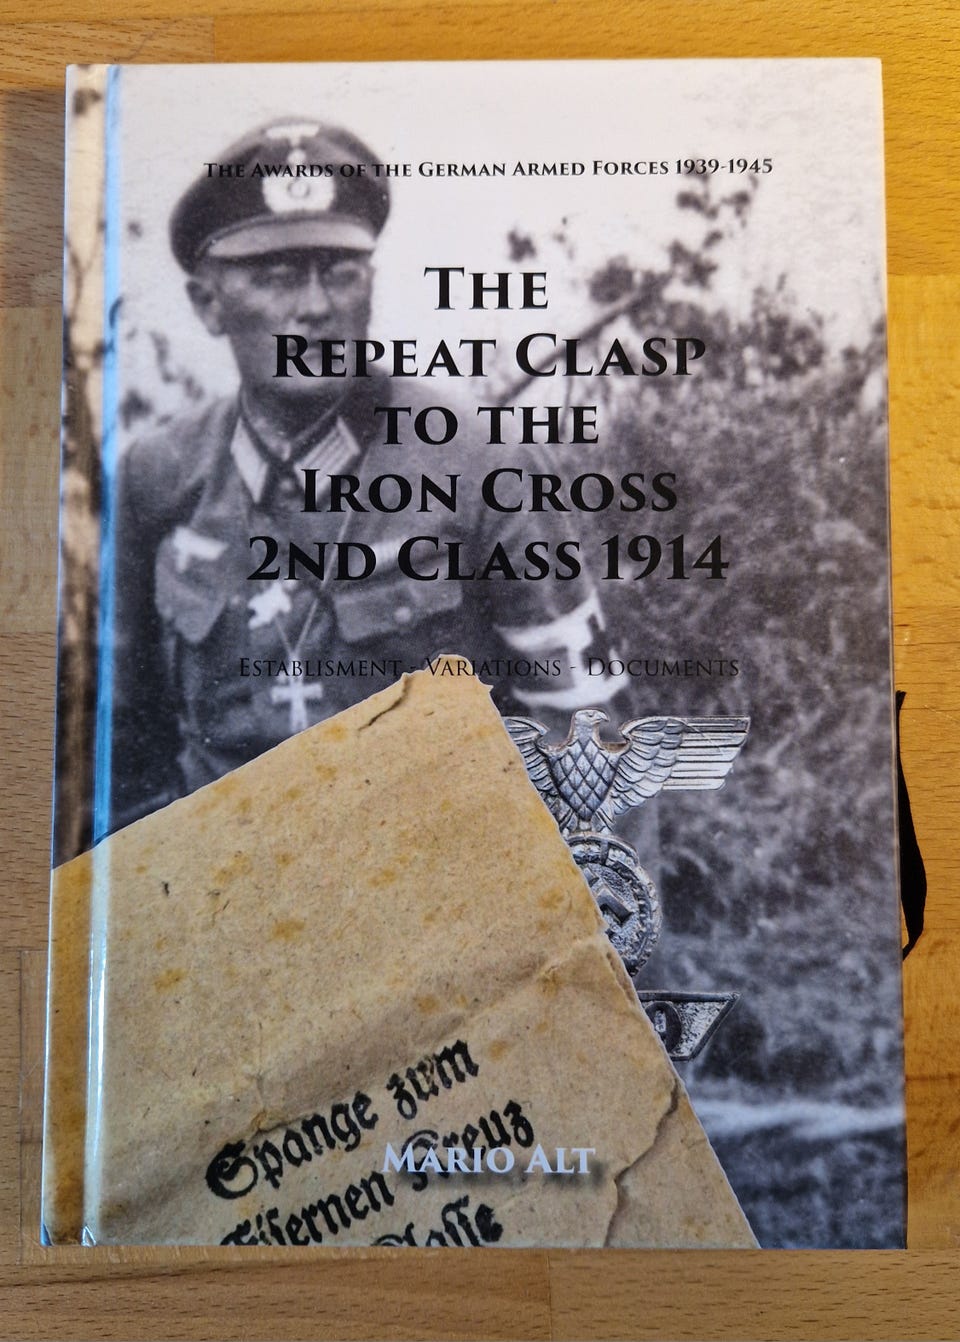 The Awards of the German Armed Forces 1939-1945
The
Repeat Clasp
to the
Iron Cross
2nd Class 1914
Establisment - Variations - Documents
Spange zum
Eisernen Kreuz
Classe
Mario Alt